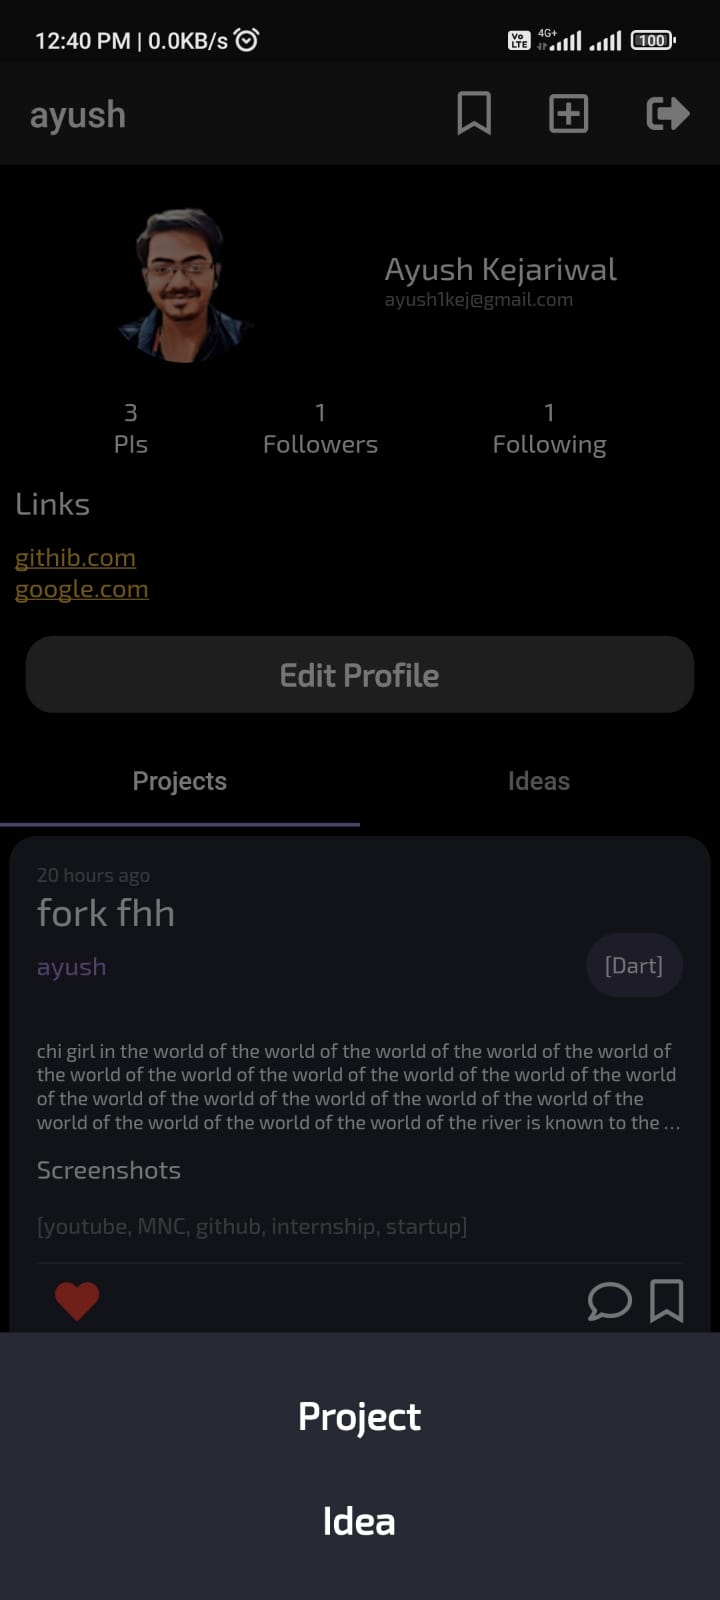 12:40 PM | 0.0KB/s
Vo LTE 4G+ 100
ayush
Ayush Kejariwal
ayush1kej@gmail.com
3 1 1
PIs Followers Following
Links
githib.com
google.com
Edit Profile
Projects Ideas
20 hours ago
fork fhh
ayush
[Dart]
chi girl in the world of the world of the world of the world of the world of
the world of the world of the world of the world of the world of the world
of the world of the world of the world of the world of the world of the
world of the world of the world of the world of the river is known to the ...
Screenshots
[youtube, MNC, github, internship, startup]
Project
Idea